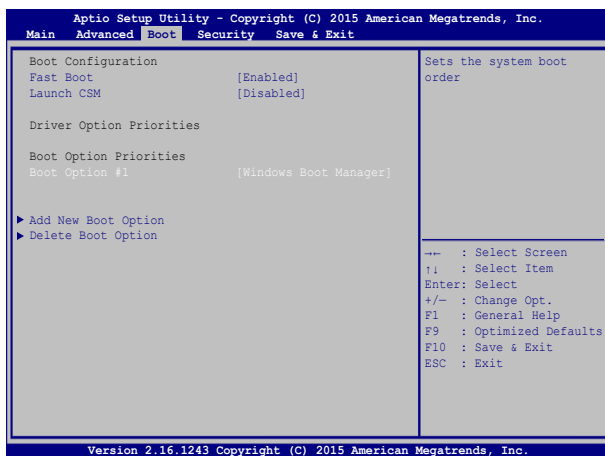 Aptio Setup Utility - Copyright (C) 2015 American Megatrends, Inc.
Main Advanced Boot Security Save & Exit
Boot Configuration
Fast Boot [Enabled]
Launch CSM [Disabled]
Driver Option Priorities
Boot Option Priorities
Boot Option #1 [Windows Boot Manager]
▶ Add New Boot Option
▶ Delete Boot Option
Sets the system boot
order
→← : Select Screen
↑↓ : Select Item
Enter: Select
+/— : Change Opt.
F1 : General Help
F9 : Optimized Defaults
F10 : Save & Exit
ESC : Exit
Version 2.16.1243 Copyright (C) 2015 American Megatrends, Inc.